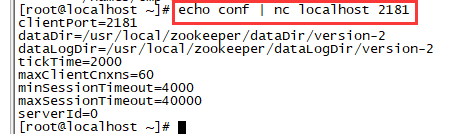 [root@localhost ~]# echo conf | nc localhost 2181
clientPort=2181
dataDir=/usr/local/zookeeper/dataDir/version-2
dataLogDir=/usr/local/zookeeper/dataLogDir/version-2
tickTime=2000
maxClientCnxns=60
minSessionTimeout=4000
maxSessionTimeout=40000
serverId=0
[root@localhost ~]#